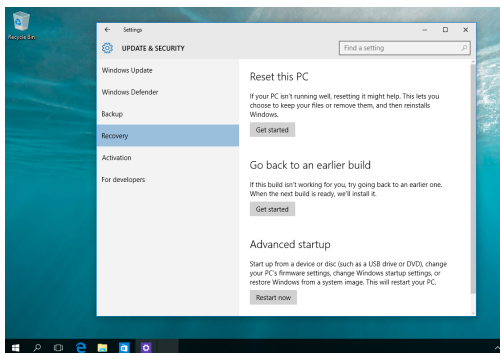 Recycle Bin
Settings
UPDATE & SECURITY
Find a setting
Windows Update
Windows Defender
Backup
Recovery
Activation
For developers
Reset this PC
If your PC isn't running well, resetting it might help. This lets you
choose to keep your files or remove them, and then reinstalls
Windows.
Get started
Go back to an earlier build
If this build isn't working for you, try going back to an earlier one.
When the next build is ready, we'll install it.
Get started
Advanced startup
Start up from a device or disc (such as a USB drive or DVD), change
your PC's firmware settings, change Windows startup settings, or
restore Windows from a system image. This will restart your PC.
Restart now